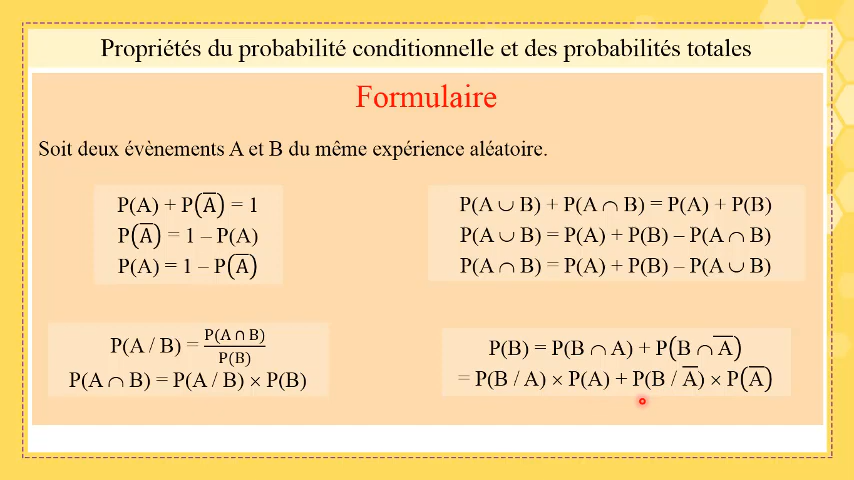 Propriétés du probabilité conditionnelle et des probabilités totales
Formulaire
Soit deux évènements A et B du même expérience aléatoire.
P(A) + P(A̅) = 1
P(A̅) = 1 – P(A)
P(A) = 1 – P(A̅)
P(A ∪ B) + P(A ∩ B) = P(A) + P(B)
P(A ∪ B) = P(A) + P(B) – P(A ∩ B)
P(A ∩ B) = P(A) + P(B) – P(A ∪ B)
P(A / B) = P(A ∩ B)/P(B)
P(A ∩ B) = P(A / B) × P(B)
P(B) = P(B ∩ A) + P(B ∩ A̅)
= P(B / A) × P(A) + P(B / A̅) × P(A̅)